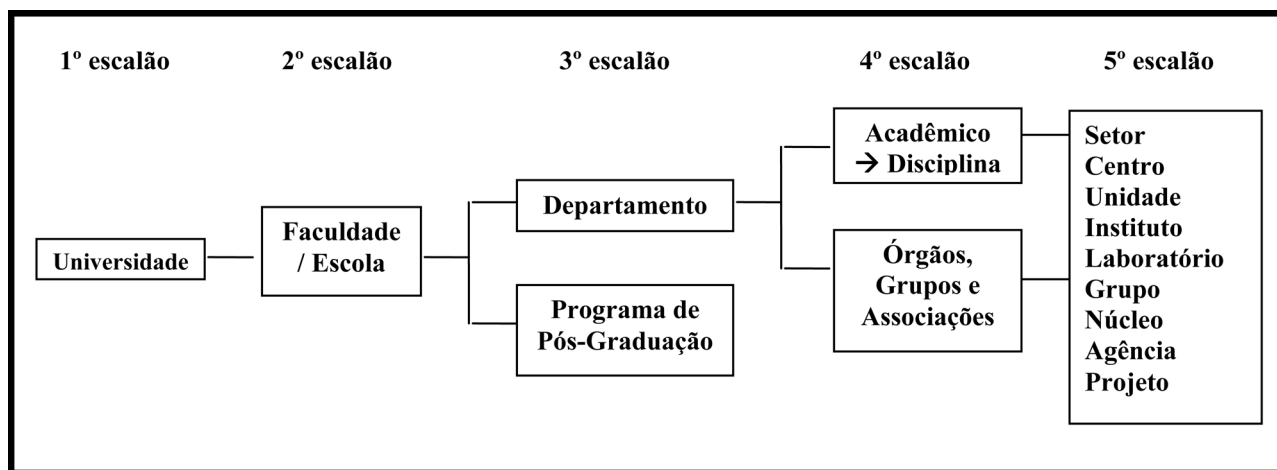 1º escalão
2º escalão
3º escalão
4º escalão
5º escalão
Universidade
Faculdade
/ Escola
Departamento
Programa de
Pós-Graduação
Acadêmico
→ Disciplina
Órgãos,
Grupos e
Associações
Setor
Centro
Unidade
Instituto
Laboratório
Grupo
Núcleo
Agência
Projeto